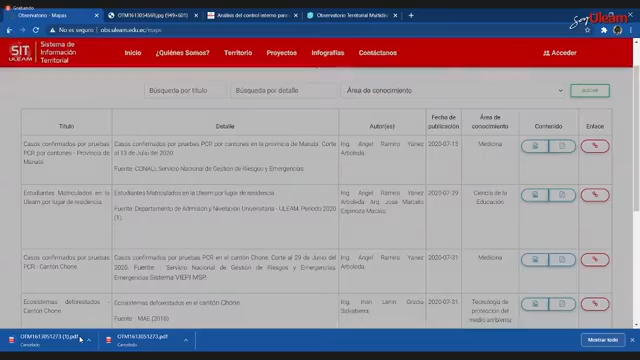 Grabando
Observatorio - Mapas
OTM1613054569.jpg (949×601)
Análisis del control interno para
Observatorio Territorial Multidis
Soy Uleam
No es seguro | obs.uleam.edu.ec/maps
SIT ULEAM
Sistema de
Información
Territorial
Inicio
¿Quiénes Somos?
Territorio
Proyectos
Infografías
Contáctanos
Acceder
Búsqueda por título
Búsqueda por detalle
Área de conocimiento
BUSCAR
Título
Detalle
Autor(es)
Fecha de publicación
Área de conocimiento
Contenido
Enlace
Casos confirmados por pruebas PCR por cantones - Provincia de Manabí
Casos confirmados por pruebas PCR por cantones en la provincia de Manabí. Corte al 13 de Julio del 2020.
Fuente: CONALI, Servicio Nacional de Gestión de Riesgos y Emergencias
Ing. Angel Ramiro Yánez Arboleda
2020-07-13
Medicina
Estudiantes Matriculados en la Uleam por lugar de residencia.
Estudiantes Matriculados en la Uleam por lugar de residencia.
Fuente: Departamento de Admisión y Nivelación Universitaria - ULEAM. Periodo 2020 (1).
Ing. Angel Ramiro Yánez Arboleda Arq. José Marcelo Espinoza Macías
2020-07-29
Ciencia de la Educación
Casos confirmados por pruebas PCR - Cantón Chone
Casos confirmados por pruebas PCR en el cantón Chone. Corte al 29 de Junio del 2020. Fuente: Servicio Nacional de Gestión de Riesgos y Emergencias Sistema VIEPI MSP.
Ing. Angel Ramiro Yánez Arboleda
2020-07-31
Medicina
Ecosistemas deforestados - Cantón Chone
Ecosistemas deforestados en el cantón Chone.
Fuente: MAE (2018)
2020-07-31
Tecnología de protección del medio ambiente
OTM1613051273 (1).pdf
Cancelado
OTM1613051273.pdf
Cancelado
Mostrar todo